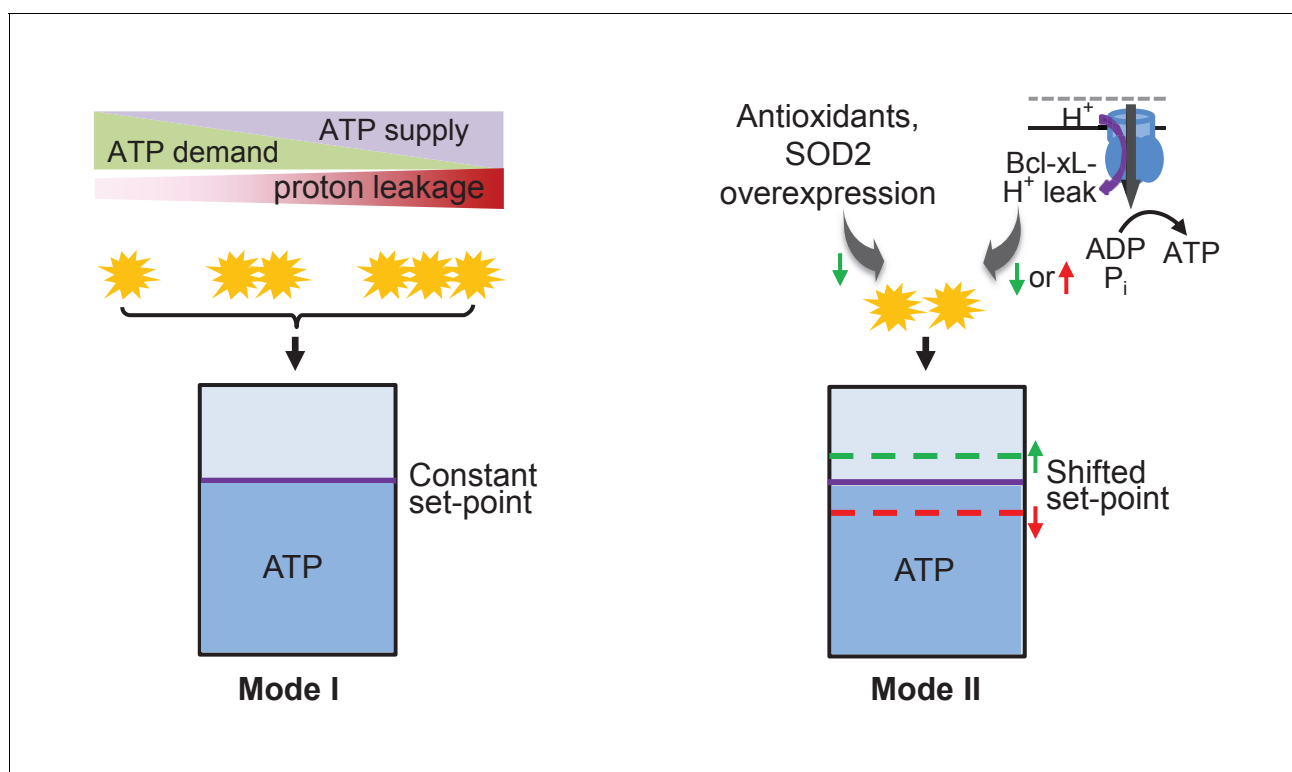 ATP supply
ATP demand
proton leakage
Constant
set-point
ATP
Mode I
Antioxidants,
SOD2
overexpression
H⁺
Bcl-xL-
H⁺ leak
ADP
Pᵢ
ATP
or
Shifted
set-point
ATP
Mode II